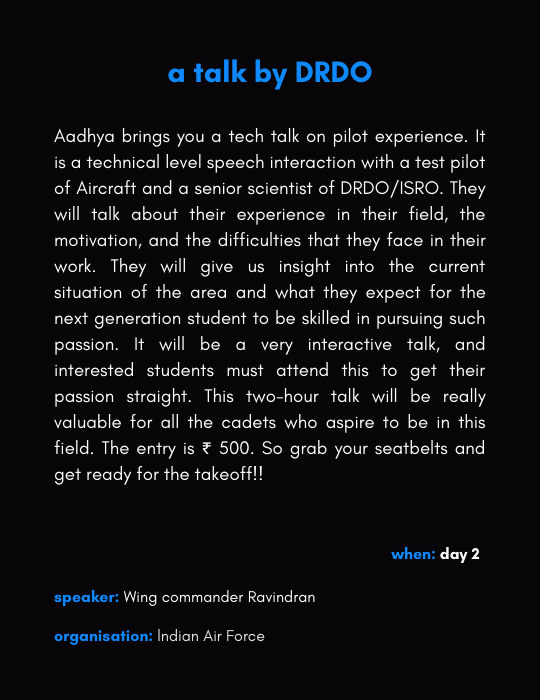 a talk by DRDO
Aadhya brings you a tech talk on pilot experience. It
is a technical level speech interaction with a test pilot
of Aircraft and a senior scientist of DRDO/ISRO. They
will talk about their experience in their field, the
motivation, and the difficulties that they face in their
work. They will give us insight into the current
situation of the area and what they expect for the
next generation student to be skilled in pursuing such
passion. It will be a very interactive talk, and
interested students must attend this to get their
passion straight. This two-hour talk will be really
valuable for all the cadets who aspire to be in this
field. The entry is ₹ 500. So grab your seatbelts and
get ready for the takeoff!!
when: day 2
speaker: Wing commander Ravindran
organisation: Indian Air Force